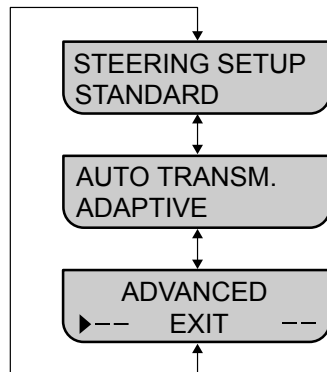 STEERING SETUP
STANDARD
AUTO TRANSM.
ADAPTIVE
ADVANCED
▶-- EXIT --